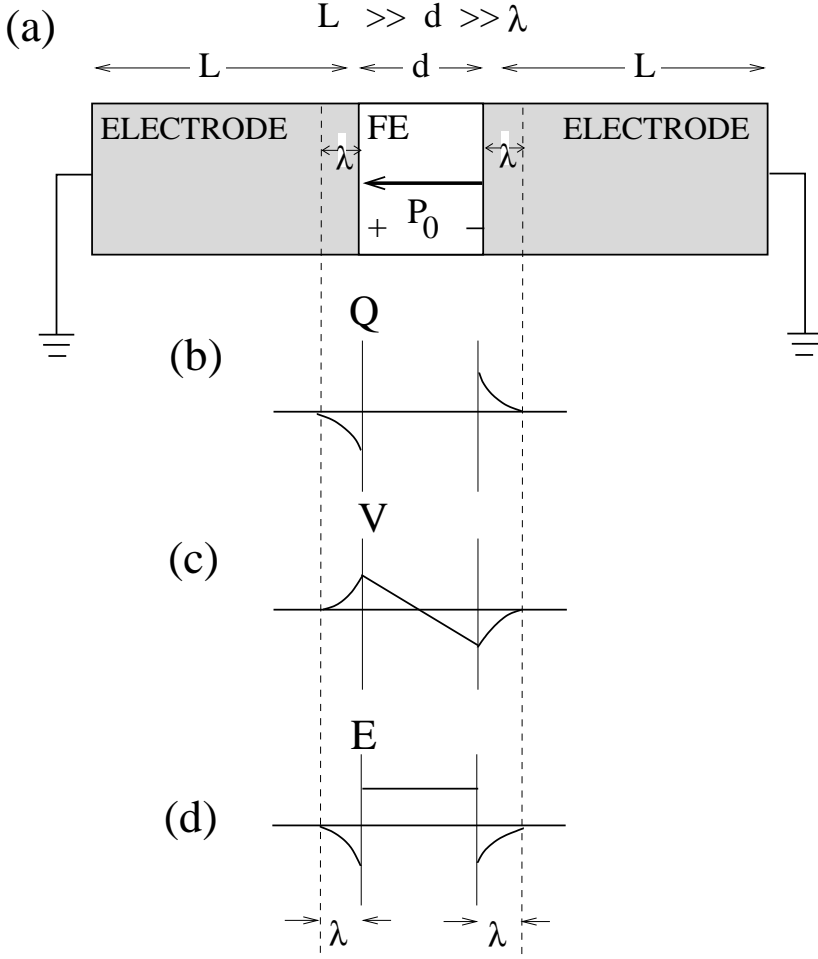 (a)
L >> d >> λ
L d L
ELECTRODE FE ELECTRODE
λ λ
P₀
+ −
Q
(b)
V
(c)
E
(d)
λ λ